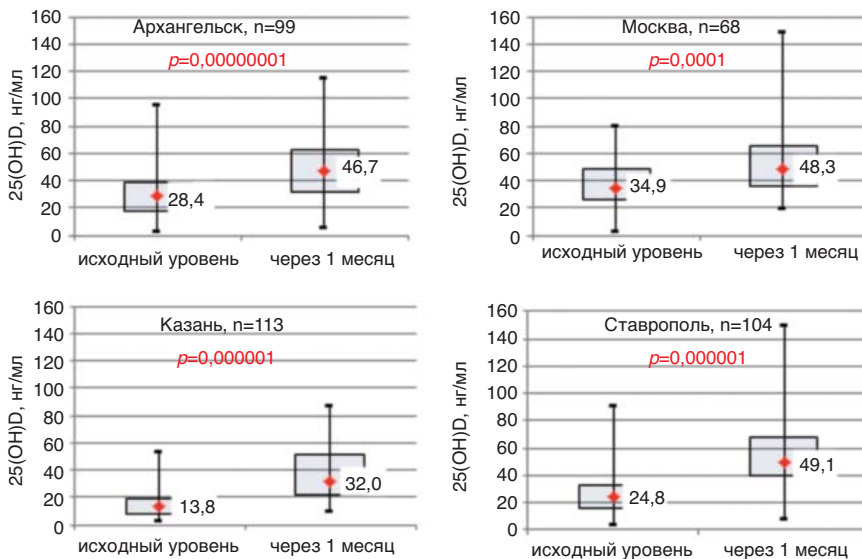 160
140
120
100
80
60
40
20
0
25(OH)D, нг/мл
Архангельск, n=99
p=0,00000001
28,4
46,7
исходный уровень
через 1 месяц
160
140
120
100
80
60
40
20
0
25(OH)D, нг/мл
Москва, n=68
p=0,0001
34,9
48,3
исходный уровень
через 1 месяц
160
140
120
100
80
60
40
20
0
25(OH)D, нг/мл
Казань, n=113
p=0,000001
13,8
32,0
исходный уровень
через 1 месяц
160
140
120
100
80
60
40
20
0
25(OH)D, нг/мл
Ставрополь, n=104
p=0,000001
24,8
49,1
исходный уровень
через 1 месяц